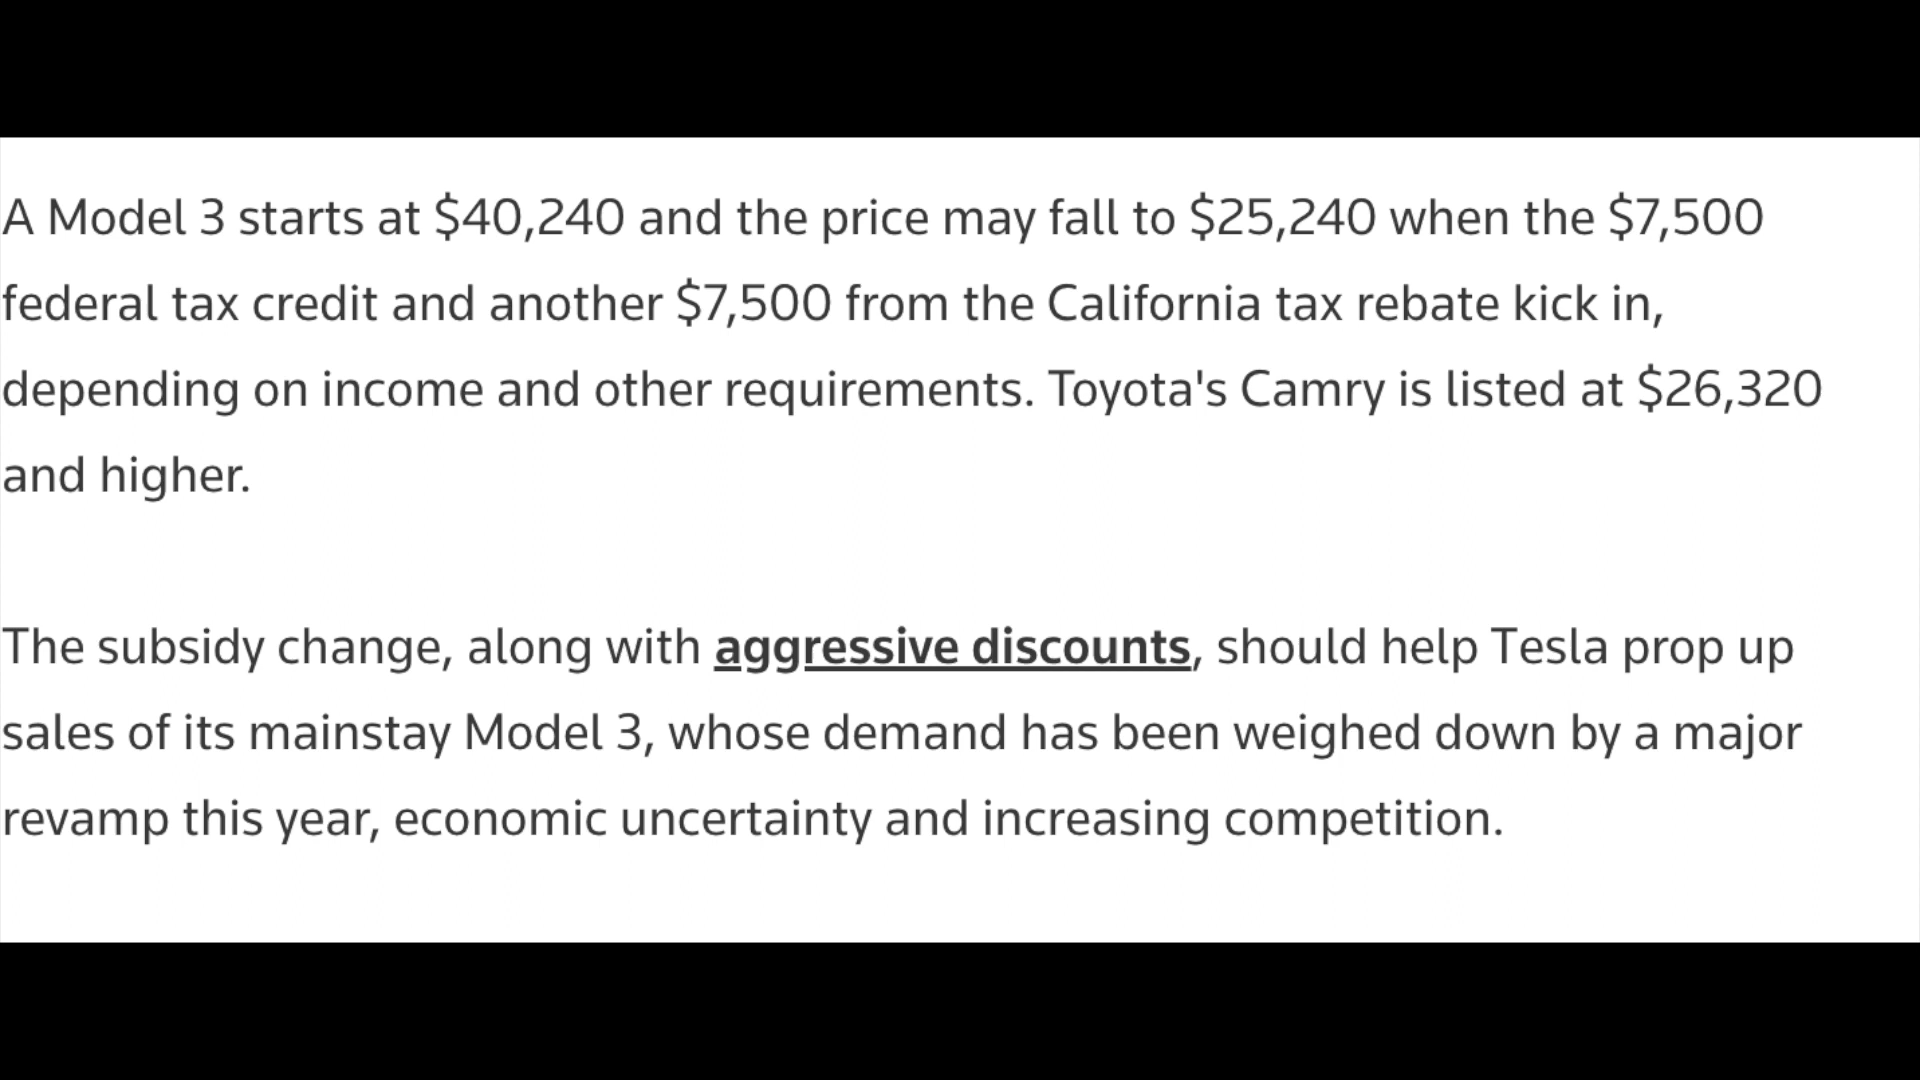 A Model 3 starts at $40,240 and the price may fall to $25,240 when the $7,500
federal tax credit and another $7,500 from the California tax rebate kick in,
depending on income and other requirements. Toyota's Camry is listed at $26,320
and higher.
The subsidy change, along with aggressive discounts, should help Tesla prop up
sales of its mainstay Model 3, whose demand has been weighed down by a major
revamp this year, economic uncertainty and increasing competition.